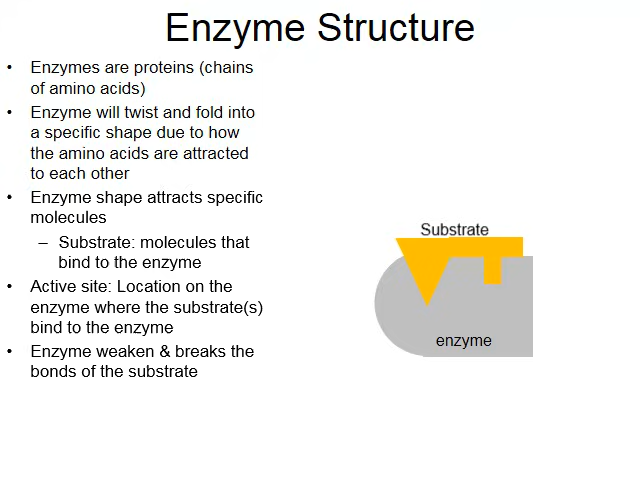 Enzyme Structure
• Enzymes are proteins (chains
of amino acids)
• Enzyme will twist and fold into
a specific shape due to how
the amino acids are attracted
to each other
• Enzyme shape attracts specific
molecules
– Substrate: molecules that
bind to the enzyme
• Active site: Location on the
enzyme where the substrate(s)
bind to the enzyme
• Enzyme weaken & breaks the
bonds of the substrate
Substrate
enzyme